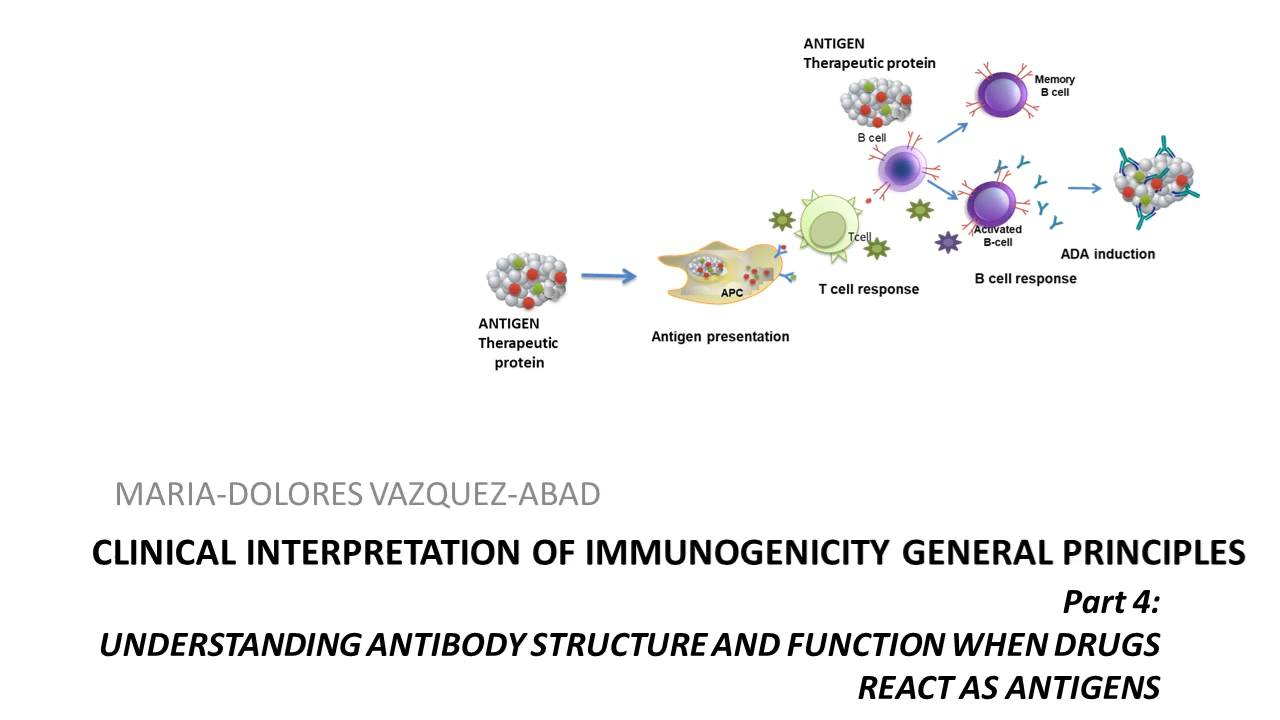 ANTIGEN
Therapeutic protein
Memory
B cell
B cell
Tcell
Activated
B-cell
ADA induction
B cell response
T cell response
APC
ANTIGEN
Therapeutic
protein
Antigen presentation
MARIA-DOLORES VAZQUEZ-ABAD
CLINICAL INTERPRETATION OF IMMUNOGENICITY GENERAL PRINCIPLES
Part 4:
UNDERSTANDING ANTIBODY STRUCTURE AND FUNCTION WHEN DRUGS
REACT AS ANTIGENS